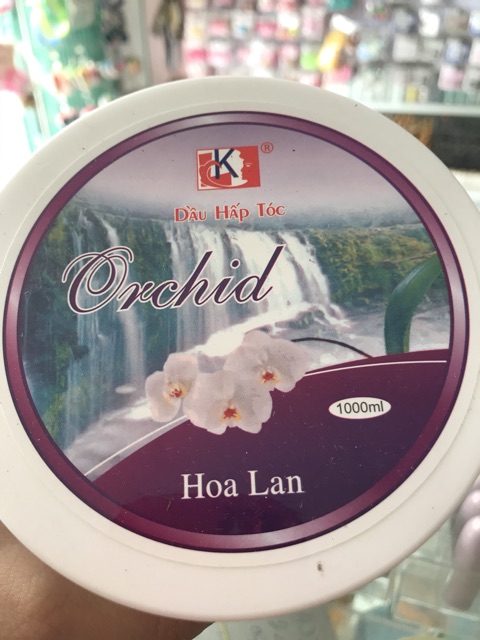 K ®
Dầu Hấp Tóc
Orchid
1000ml
Hoa Lan